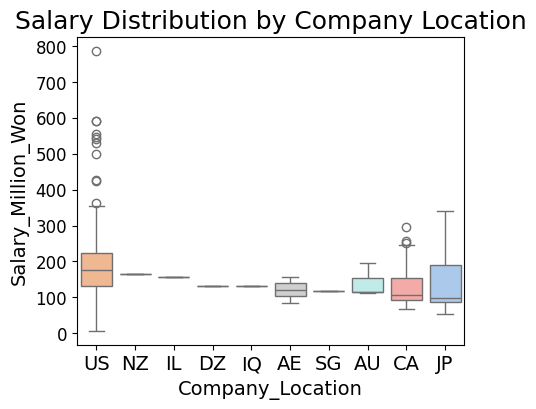 Salary Distribution by Company Location
Salary_Million_Won
800
700
600
500
400
300
200
100
0
US NZ IL DZ IQ AE SG AU CA JP
Company_Location